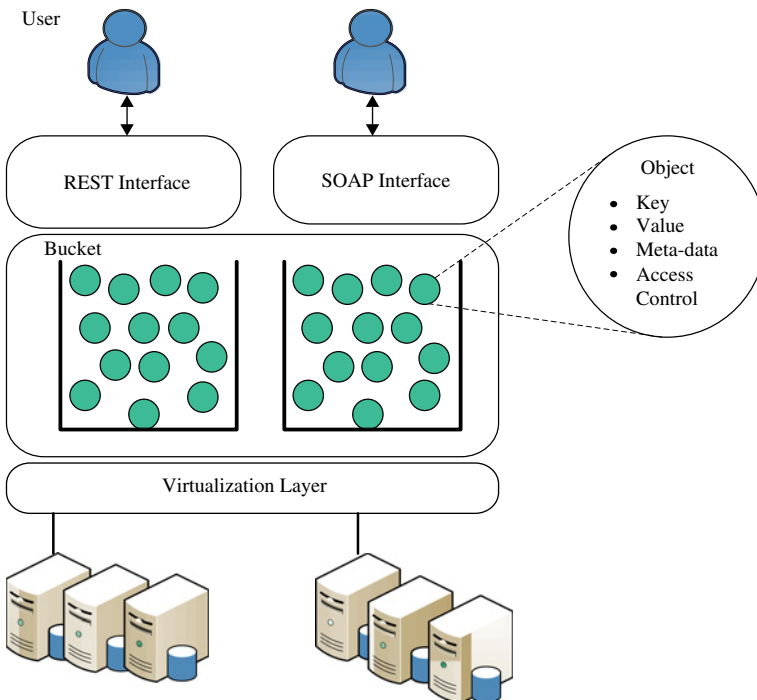 User
REST Interface
SOAP Interface
Object
• Key
• Value
• Meta-data
• Access
Control
Bucket
Virtualization Layer